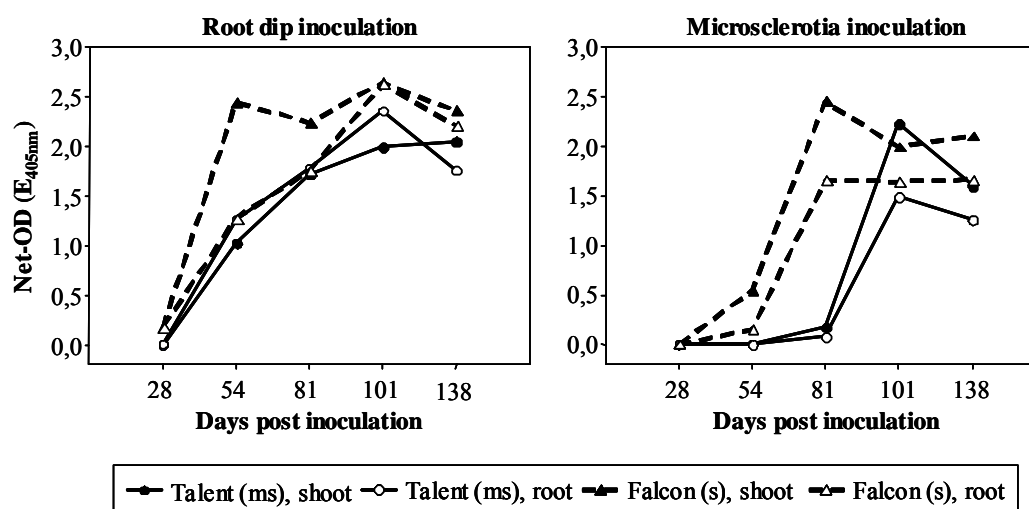 Root dip inoculation
Microsclerotia inoculation
Net-OD (E405nm)
3,0
2,5
2,0
1,5
1,0
0,5
0,0
28 54 81 101 138
Days post inoculation
3,0
2,5
2,0
1,5
1,0
0,5
0,0
28 54 81 101 138
Days post inoculation
Talent (ms), shoot Talent (ms), root Falcon (s), shoot Falcon (s), root